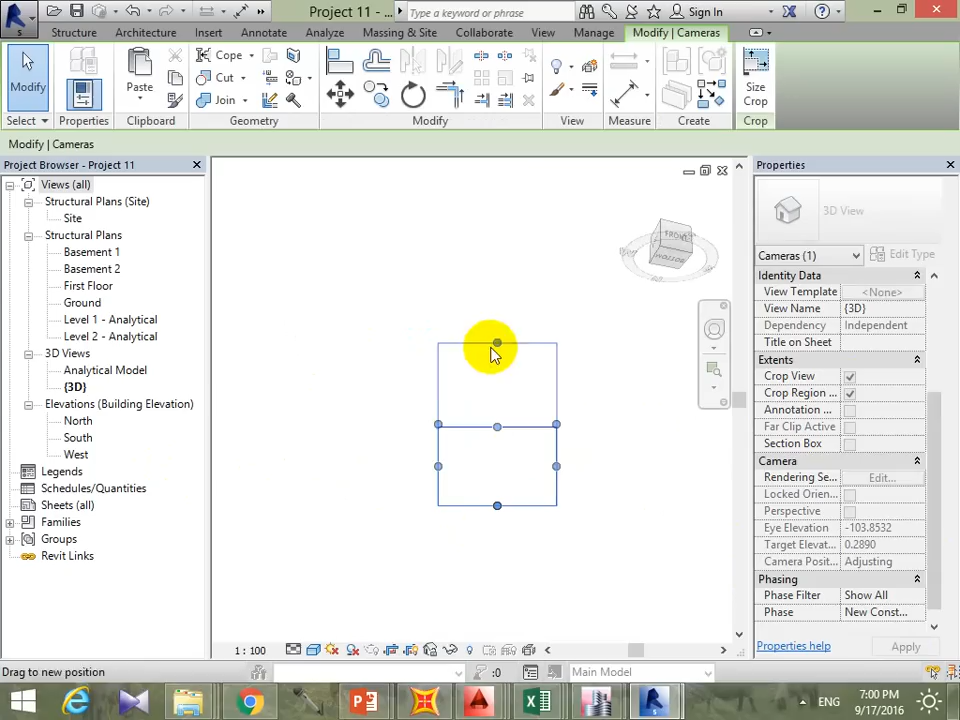 Project 11 - ...
Type a keyword or phrase
Sign In
Structure
Architecture
Insert
Annotate
Analyze
Massing & Site
Collaborate
View
Manage
Modify | Cameras
Modify
Paste
Cope
Cut
Join
Size
Crop
Select
Properties
Clipboard
Geometry
Modify
View
Measure
Create
Crop
Modify | Cameras
Project Browser - Project 11
Views (all)
Structural Plans (Site)
Site
Structural Plans
Basement 1
Basement 2
First Floor
Ground
Level 1 - Analytical
Level 2 - Analytical
3D Views
Analytical Model
{3D}
Elevations (Building Elevation)
North
South
West
Legends
Schedules/Quantities
Sheets (all)
Families
Groups
Revit Links
FRONT
BOTTOM
Properties
3D View
Cameras (1)
Edit Type
Identity Data
View Template
<None>
View Name
{3D}
Dependency
Independent
Title on Sheet
Extents
Crop View
Crop Region ...
Annotation ...
Far Clip Active
Section Box
Camera
Rendering Se...
Edit...
Locked Orien...
Perspective
Eye Elevation
-103.8532
Target Elevat...
0.2890
Camera Positi...
Adjusting
Phasing
Phase Filter
Show All
Phase
New Const...
Properties help
Apply
1 : 100
Drag to new position
:0
Main Model
ENG
7:00 PM
9/17/2016